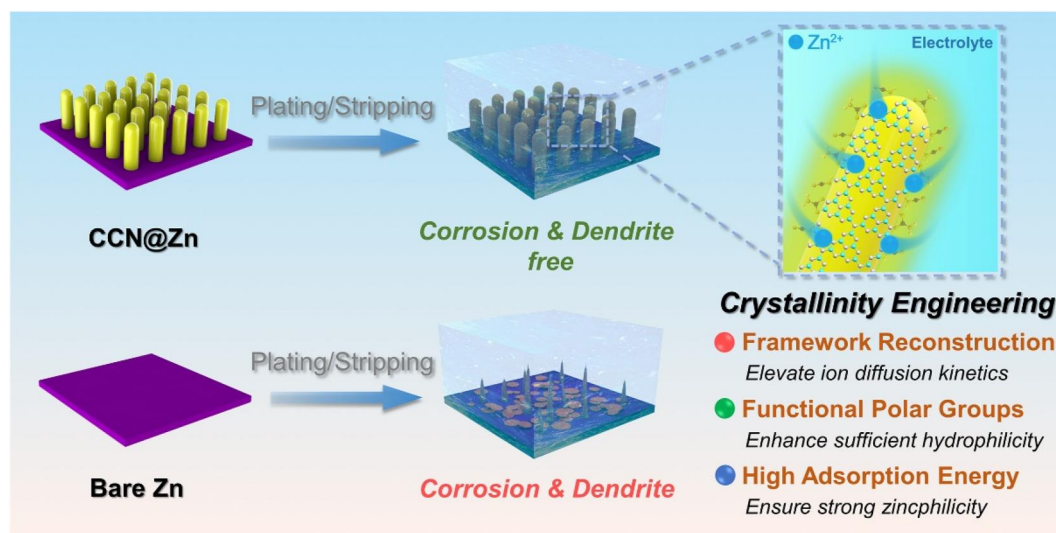 CCN@Zn
Plating/Stripping
Corrosion & Dendrite
free
Zn²⁺
Electrolyte
Bare Zn
Plating/Stripping
Corrosion & Dendrite
Crystallinity Engineering
Framework Reconstruction
Elevate ion diffusion kinetics
Functional Polar Groups
Enhance sufficient hydrophilicity
High Adsorption Energy
Ensure strong zincphilicity